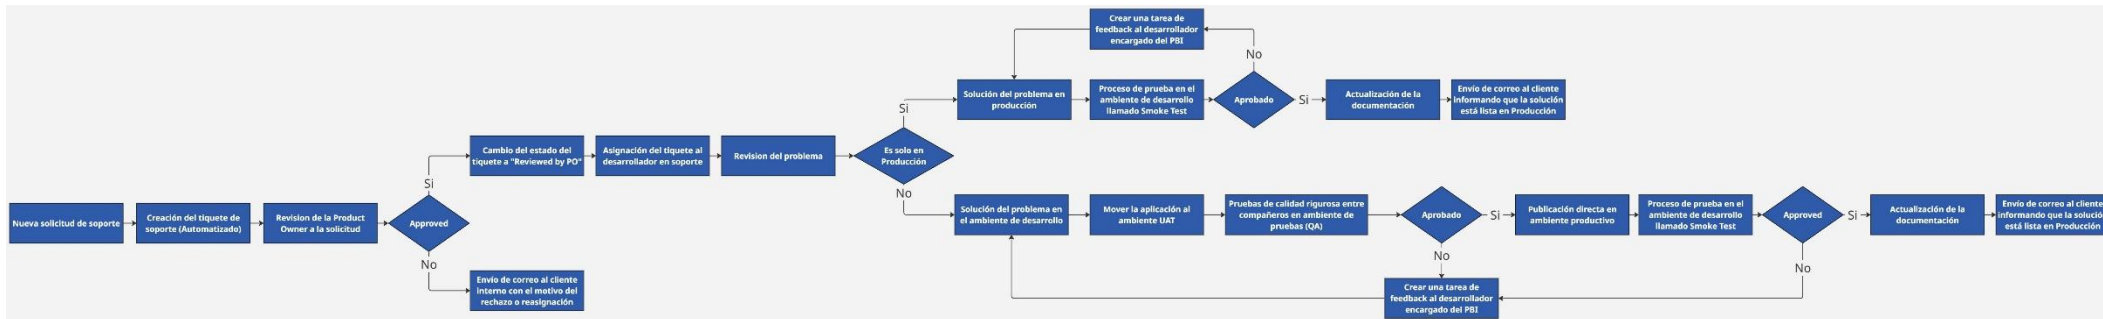 Nueva solicitud de soporte
Creación del tiquete de
soporte (Automatizado)
Revision de la Product
Owner a la solicitud
Approved
Si
No
Cambio del estado del
tiquete a "Reviewed by PO"
Asignación del tiquete al
desarrollador en soporte
Revision del problema
Envío de correo al cliente
interno con el motivo del
rechazo o reasignación
Es solo en
Producción
Si
No
Solución del problema en
producción
Proceso de prueba en el
ambiente de desarrollo
llamado Smoke Test
Aprobado
No
Crear una tarea de
feedback al desarrollador
encargado del PBI
Si
Actualización de la
documentación
Envío de correo al cliente
informando que la solución
está lista en Producción
Solución del problema en
el ambiente de desarrollo
Mover la aplicación al
ambiente UAT
Pruebas de calidad rigurosa entre
compañeros en ambiente de
pruebas (QA)
Aprobado
Si
No
Publicación directa en
ambiente productivo
Proceso de prueba en el
ambiente de desarrollo
llamado Smoke Test
Approved
Si
No
Actualización de la
documentación
Envío de correo al cliente
informando que la solución
está lista en Producción
Crear una tarea de
feedback al desarrollador
encargado del PBI